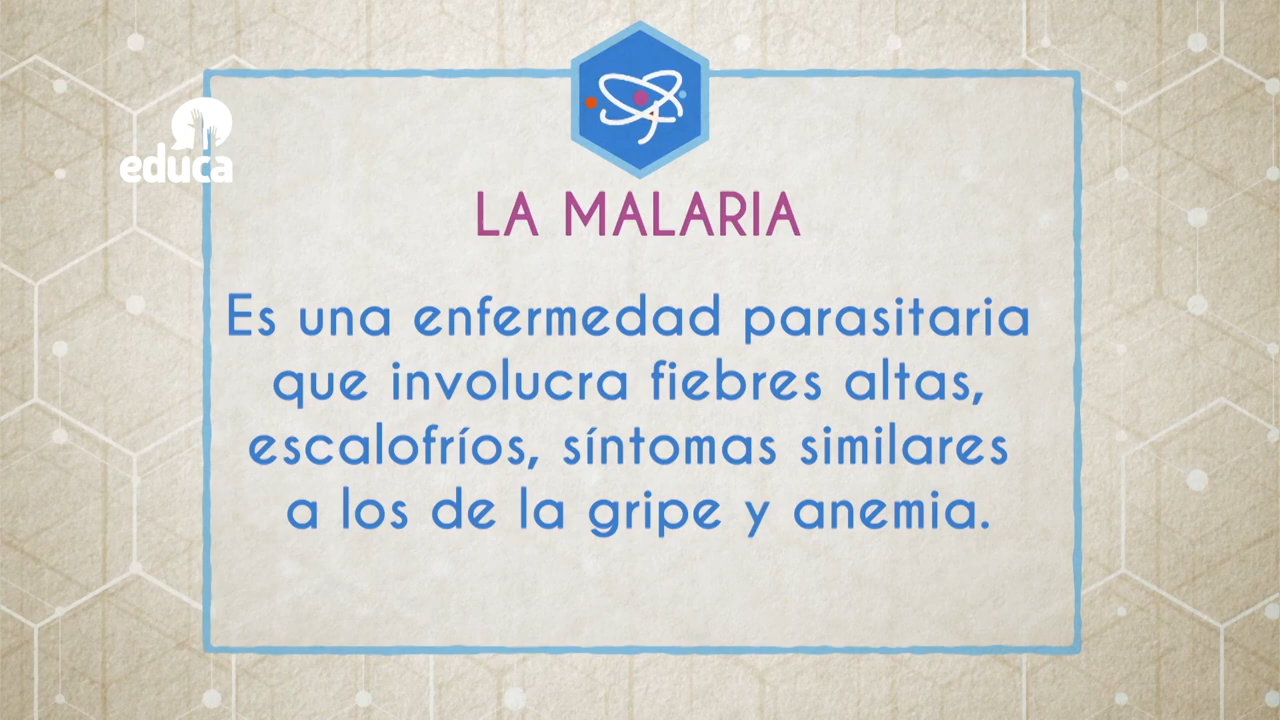 educa
LA MALARIA
Es una enfermedad parasitaria
que involucra fiebres altas,
escalofríos, síntomas similares
a los de la gripe y anemia.